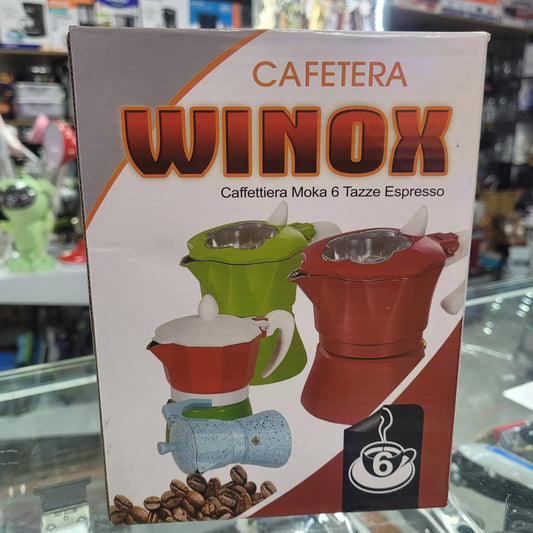 CAFETERA
WINOX
Caffettiera Moka 6 Tazze Espresso
6